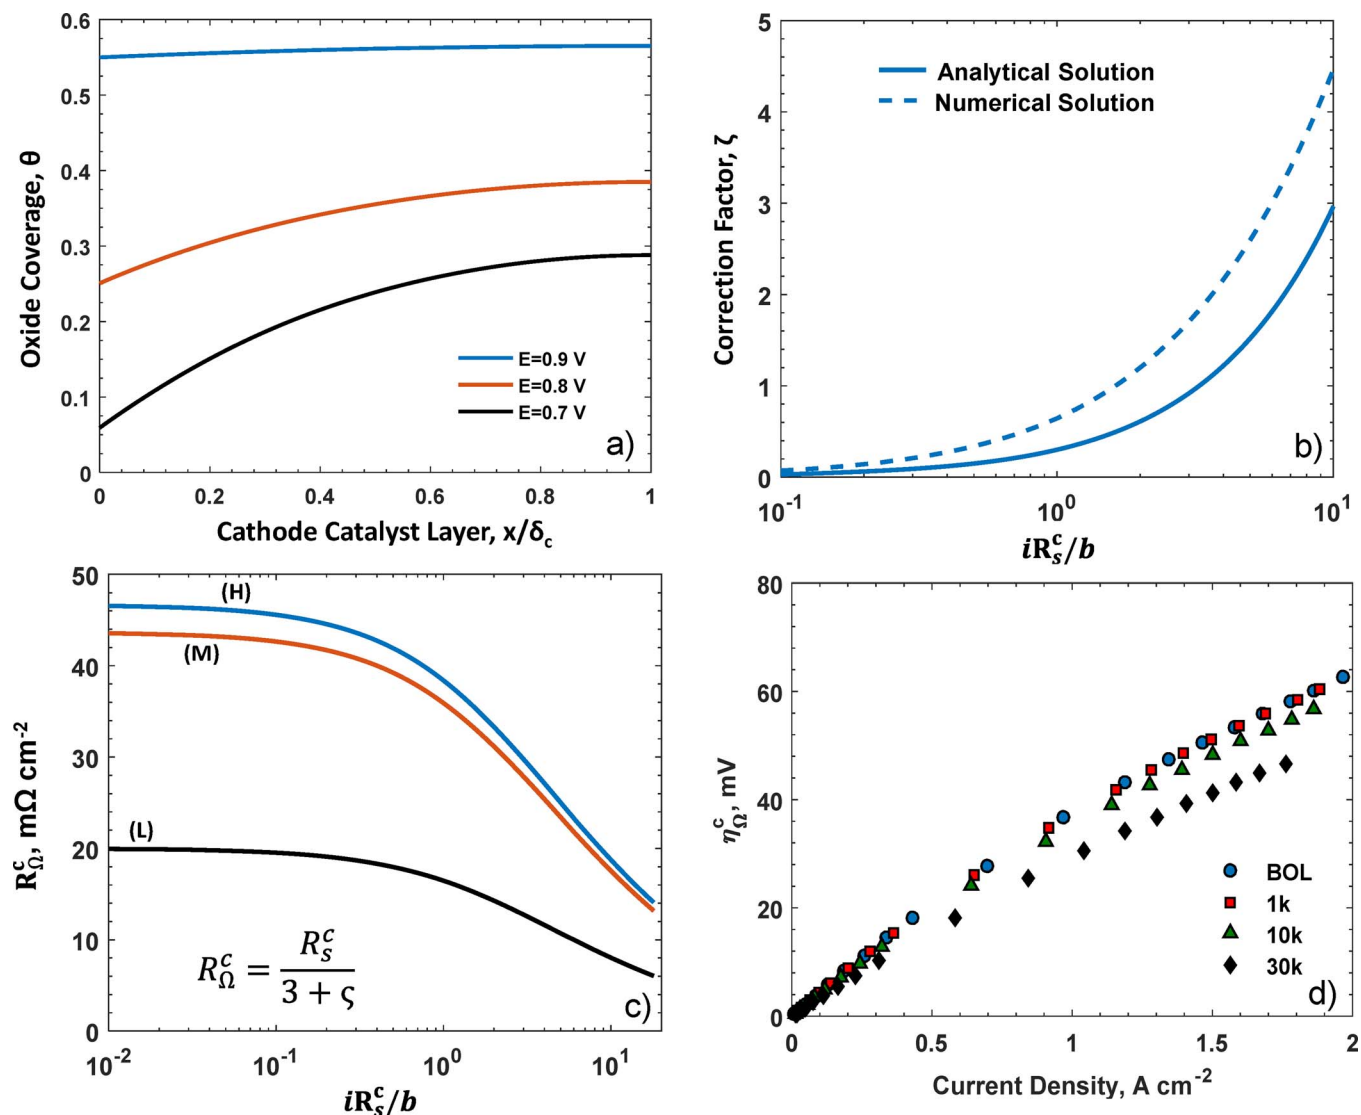 0.6
0.5
0.4
0.3
0.2
0.1
0
Oxide Coverage, θ
E=0.9 V
E=0.8 V
E=0.7 V
a)
0 0.2 0.4 0.6 0.8 1
Cathode Catalyst Layer, x/δc
5
4
3
2
1
0
Correction Factor, ζ
Analytical Solution
Numerical Solution
b)
10-1 100 101
iRsc/b
50
40
30
20
10
0
RΩc, mΩ cm-2
(H)
(M)
(L)
RΩc = Rsc / 3 + ς
c)
10-2 10-1 100 101
iRsc/b
80
60
40
20
0
ηΩc, mV
BOL
1k
10k
30k
d)
0 0.5 1 1.5 2
Current Density, A cm-2